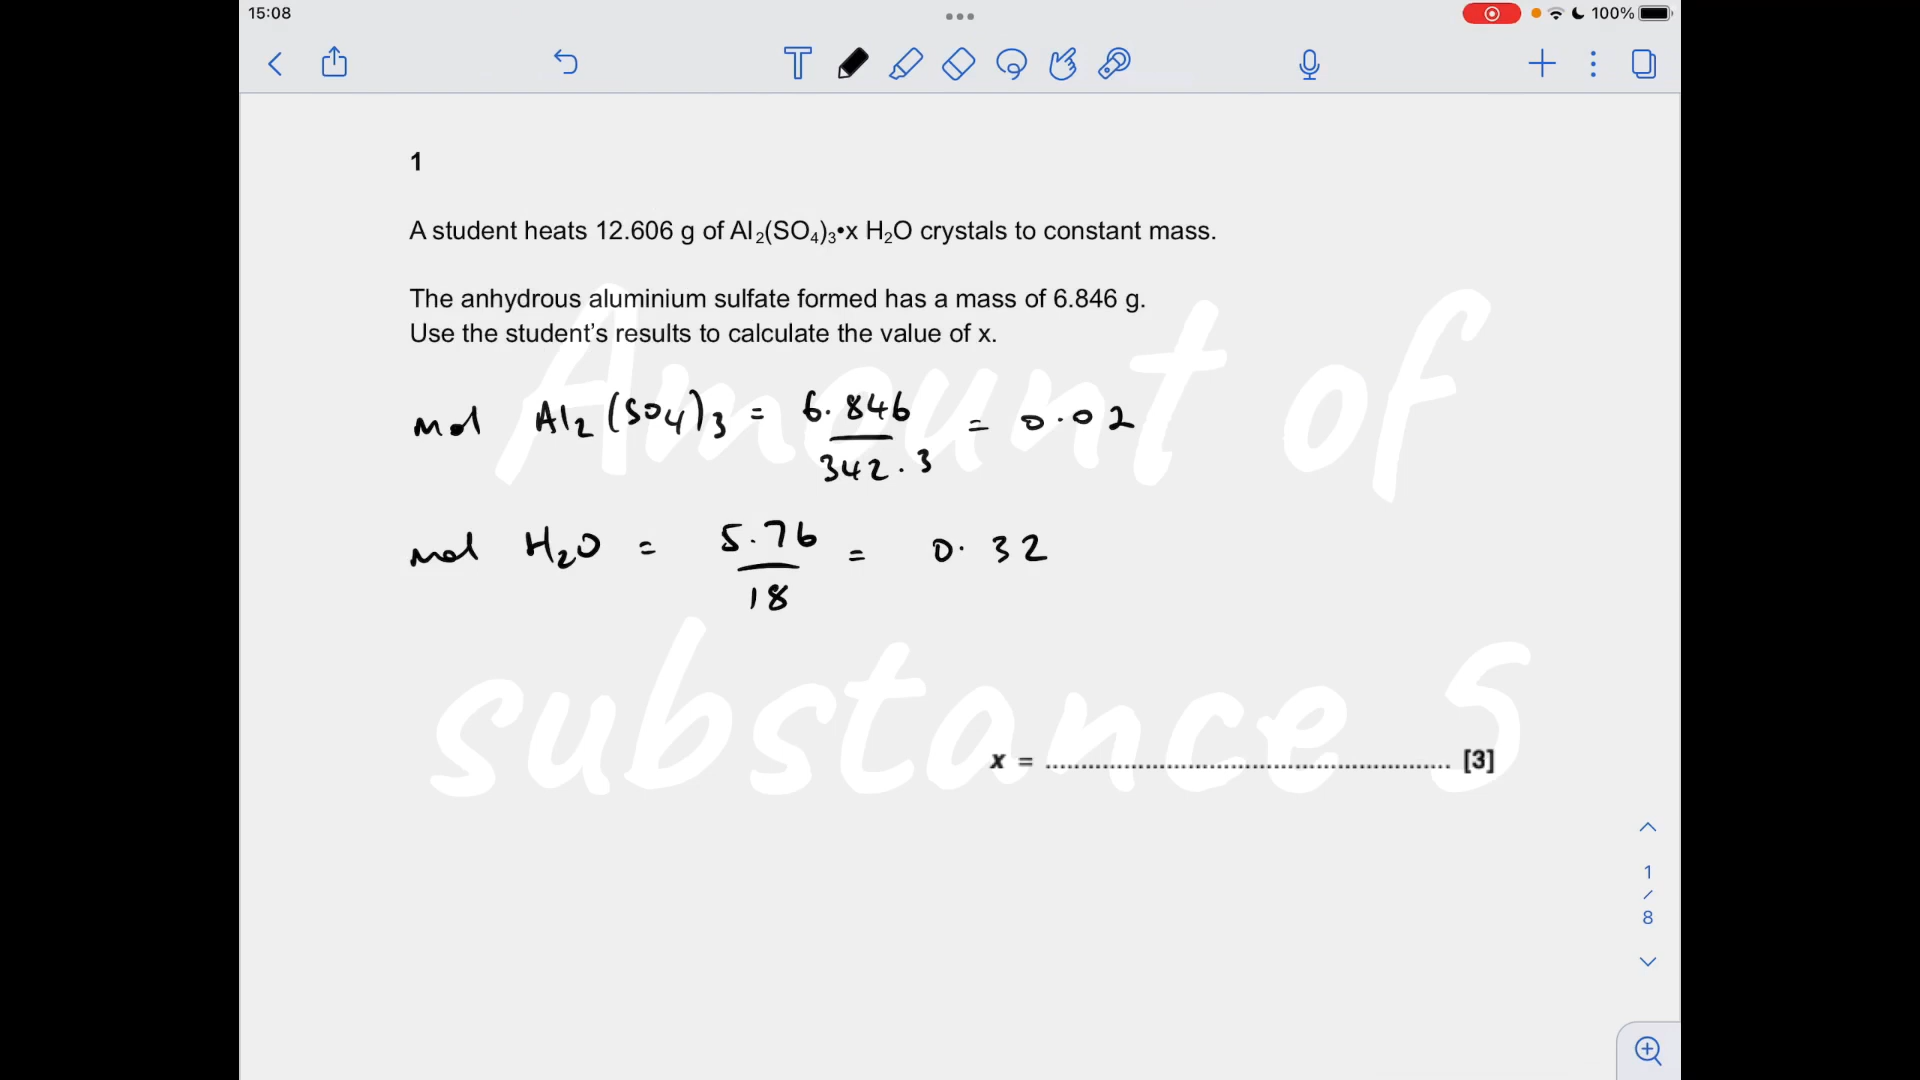 15:08
100%
1
A student heats 12.606 g of Al₂(SO₄)₃•x H₂O crystals to constant mass.
The anhydrous aluminium sulfate formed has a mass of 6.846 g.
Use the student’s results to calculate the value of x.
mol Al₂(SO₄)₃ = 6.846 / 342.3 = 0.02
mol H₂O = 5.76 / 18 = 0.32
Amount of
substance 5
x = ........................................................ [3]
1
/
8